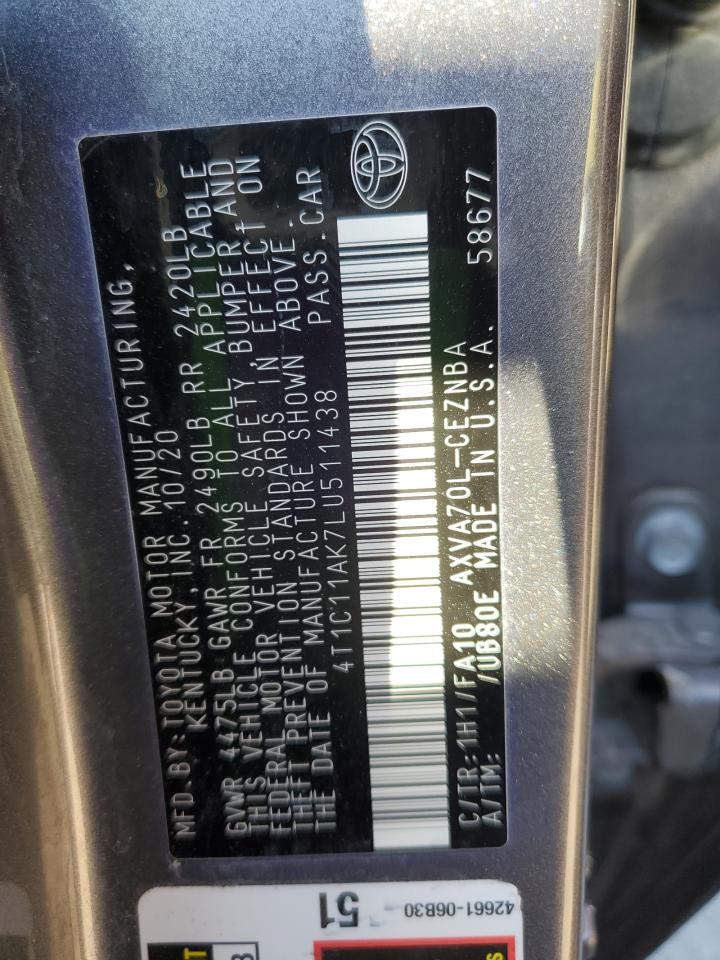 MFD.BY:TOYOTA MOTOR MANUFACTURING,
KENTUCKY,INC.10/20
GVWR 4475LB GAWR FR 2490LB RR 2420LB
THIS VEHICLE CONFORMS TO ALL APPLICABLE
FEDERAL MOTOR VEHICLE SAFETY, BUMPER,AND
THEFT PREVENTION STANDARDS IN EFFECT ON
THE DATE OF MANUFACTURE SHOWN ABOVE.
4T1C11AK7LU511438 PASS.CAR
C/TR:1H1/FA10 AXVA70L-CEZNBA
A/TM: /UB80E MADE IN U.S.A. 58677
51
42661-06B30